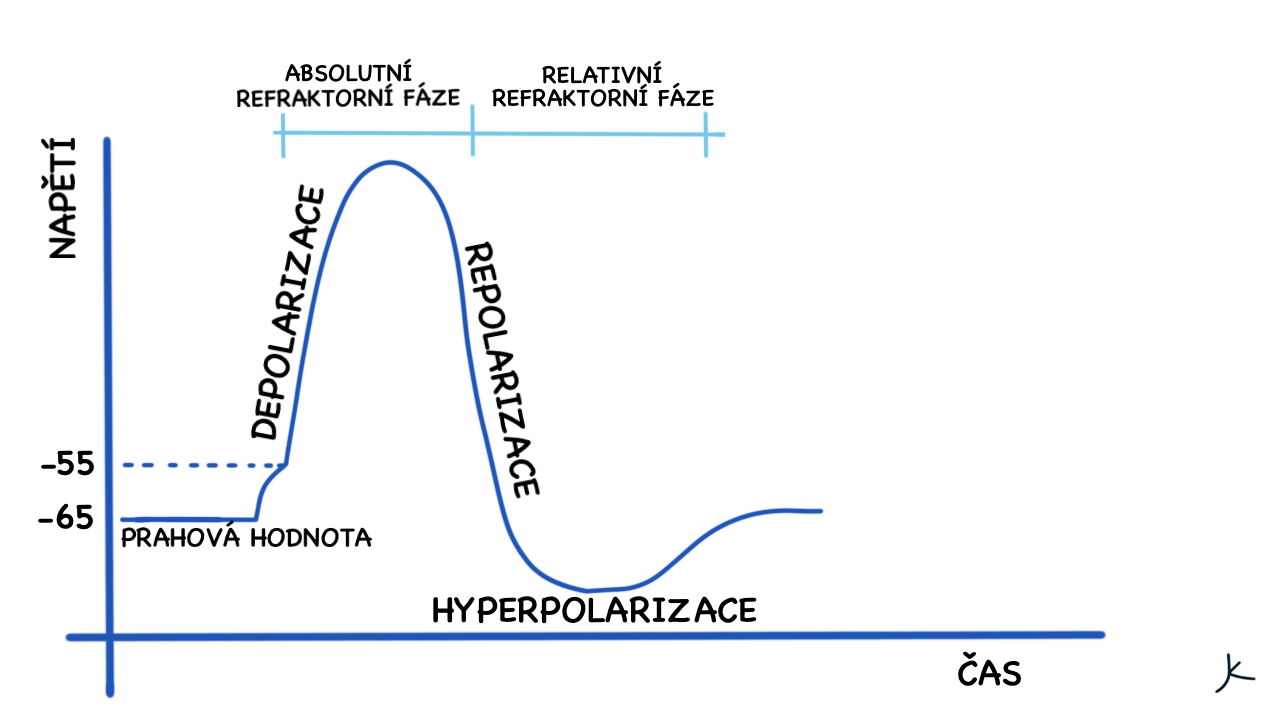 ABSOLUTNÍ
REFRAKTORNÍ FÁZE
RELATIVNÍ
REFRAKTORNÍ FÁZE
NAPĚTÍ
DEPOLARIZACE
REPOLARIZACE
-55
-65
PRAHOVÁ HODNOTA
HYPERPOLARIZACE
ČAS